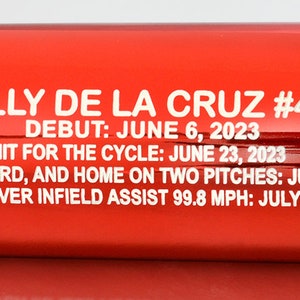 LLY DE LA CRUZ #4
DEBUT: JUNE 6, 2023
HIT FOR THE CYCLE: JUNE 23, 2023
RD, AND HOME ON TWO PITCHES: JU
VER INFIELD ASSIST 99.8 MPH: JULY